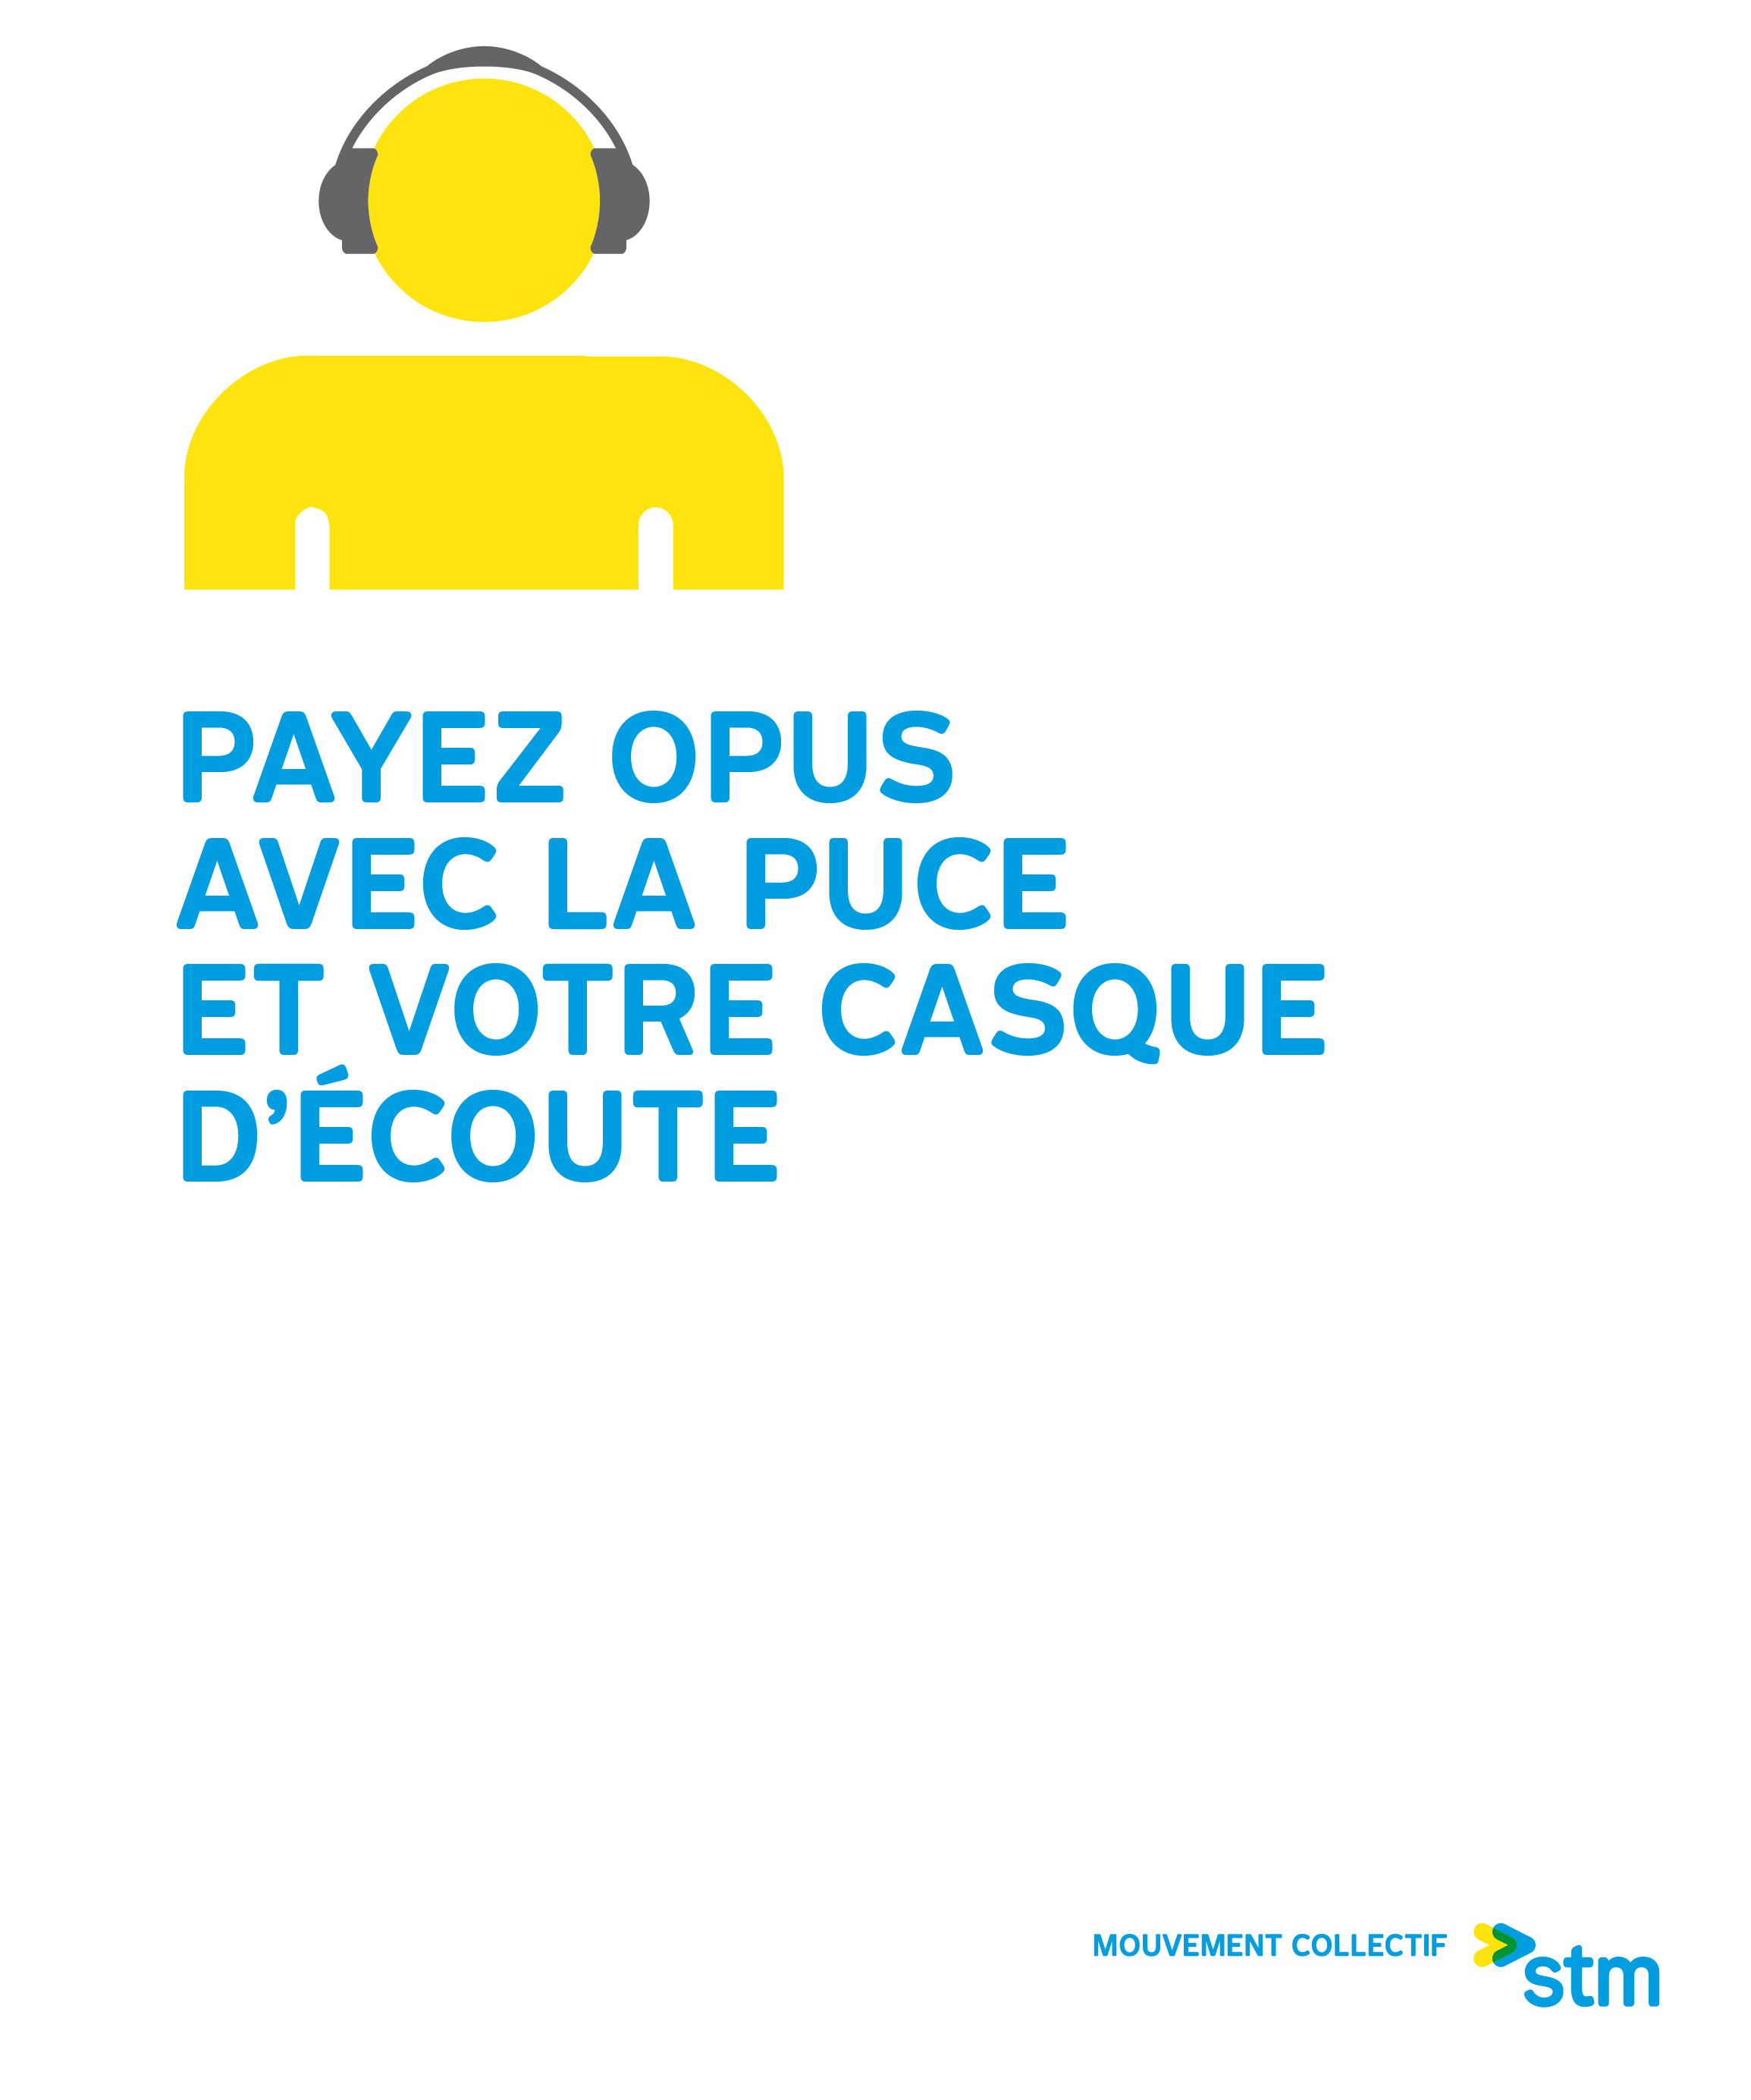 PAYEZ OPUS
AVEC LA PUCE
ET VOTRE CASQUE
D’ÉCOUTE
MOUVEMENT COLLECTIF
stm